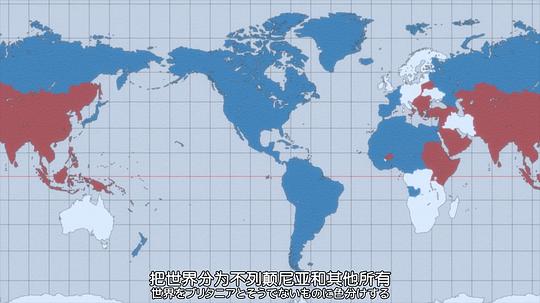 把世界分为不列颠尼亚和其他所有
世界をブリタニアとそうでないものに色分けする